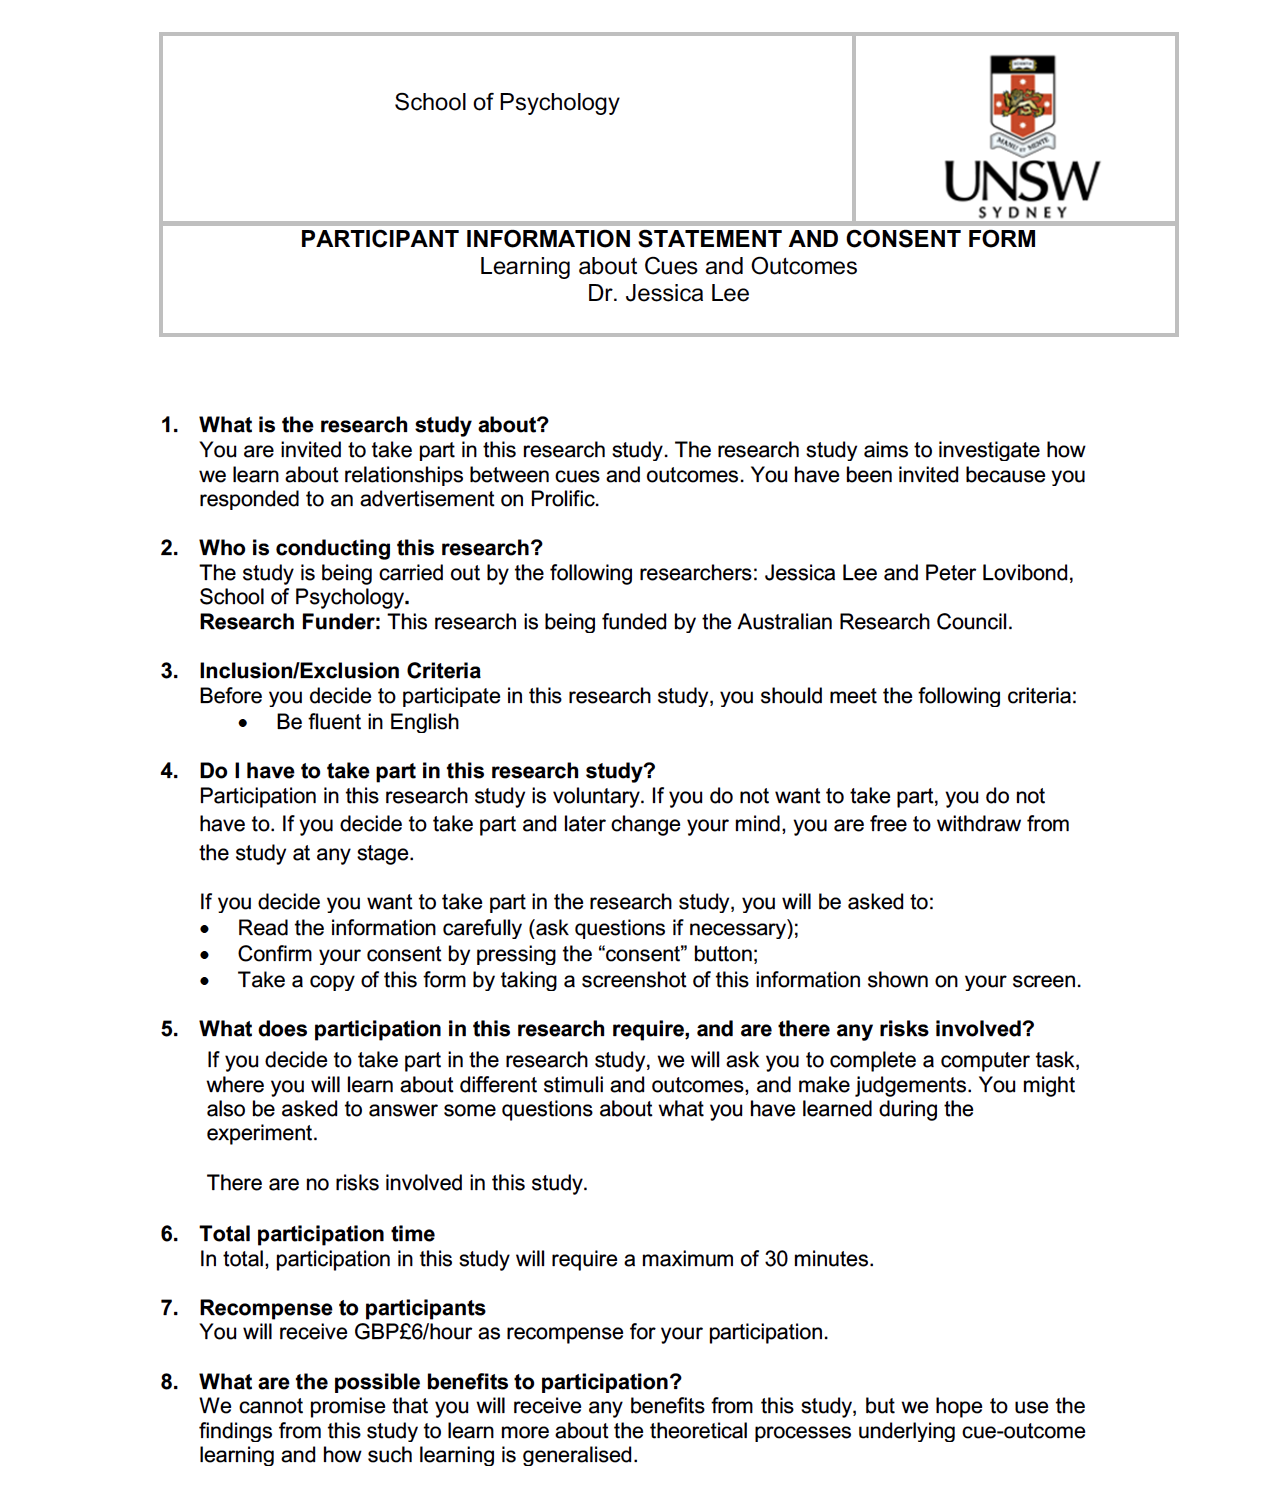 School of Psychology
SCIENTIA
MANU ET MENTE
UNSW
SYDNEY
PARTICIPANT INFORMATION STATEMENT AND CONSENT FORM
Learning about Cues and Outcomes
Dr. Jessica Lee
1. What is the research study about?
You are invited to take part in this research study. The research study aims to investigate how
we learn about relationships between cues and outcomes. You have been invited because you
responded to an advertisement on Prolific.
2. Who is conducting this research?
The study is being carried out by the following researchers: Jessica Lee and Peter Lovibond,
School of Psychology.
Research Funder: This research is being funded by the Australian Research Council.
3. Inclusion/Exclusion Criteria
Before you decide to participate in this research study, you should meet the following criteria:
• Be fluent in English
4. Do I have to take part in this research study?
Participation in this research study is voluntary. If you do not want to take part, you do not
have to. If you decide to take part and later change your mind, you are free to withdraw from
the study at any stage.
If you decide you want to take part in the research study, you will be asked to:
• Read the information carefully (ask questions if necessary);
• Confirm your consent by pressing the “consent” button;
• Take a copy of this form by taking a screenshot of this information shown on your screen.
5. What does participation in this research require, and are there any risks involved?
If you decide to take part in the research study, we will ask you to complete a computer task,
where you will learn about different stimuli and outcomes, and make judgements. You might
also be asked to answer some questions about what you have learned during the
experiment.
There are no risks involved in this study.
6. Total participation time
In total, participation in this study will require a maximum of 30 minutes.
7. Recompense to participants
You will receive GBP£6/hour as recompense for your participation.
8. What are the possible benefits to participation?
We cannot promise that you will receive any benefits from this study, but we hope to use the
findings from this study to learn more about the theoretical processes underlying cue-outcome
learning and how such learning is generalised.